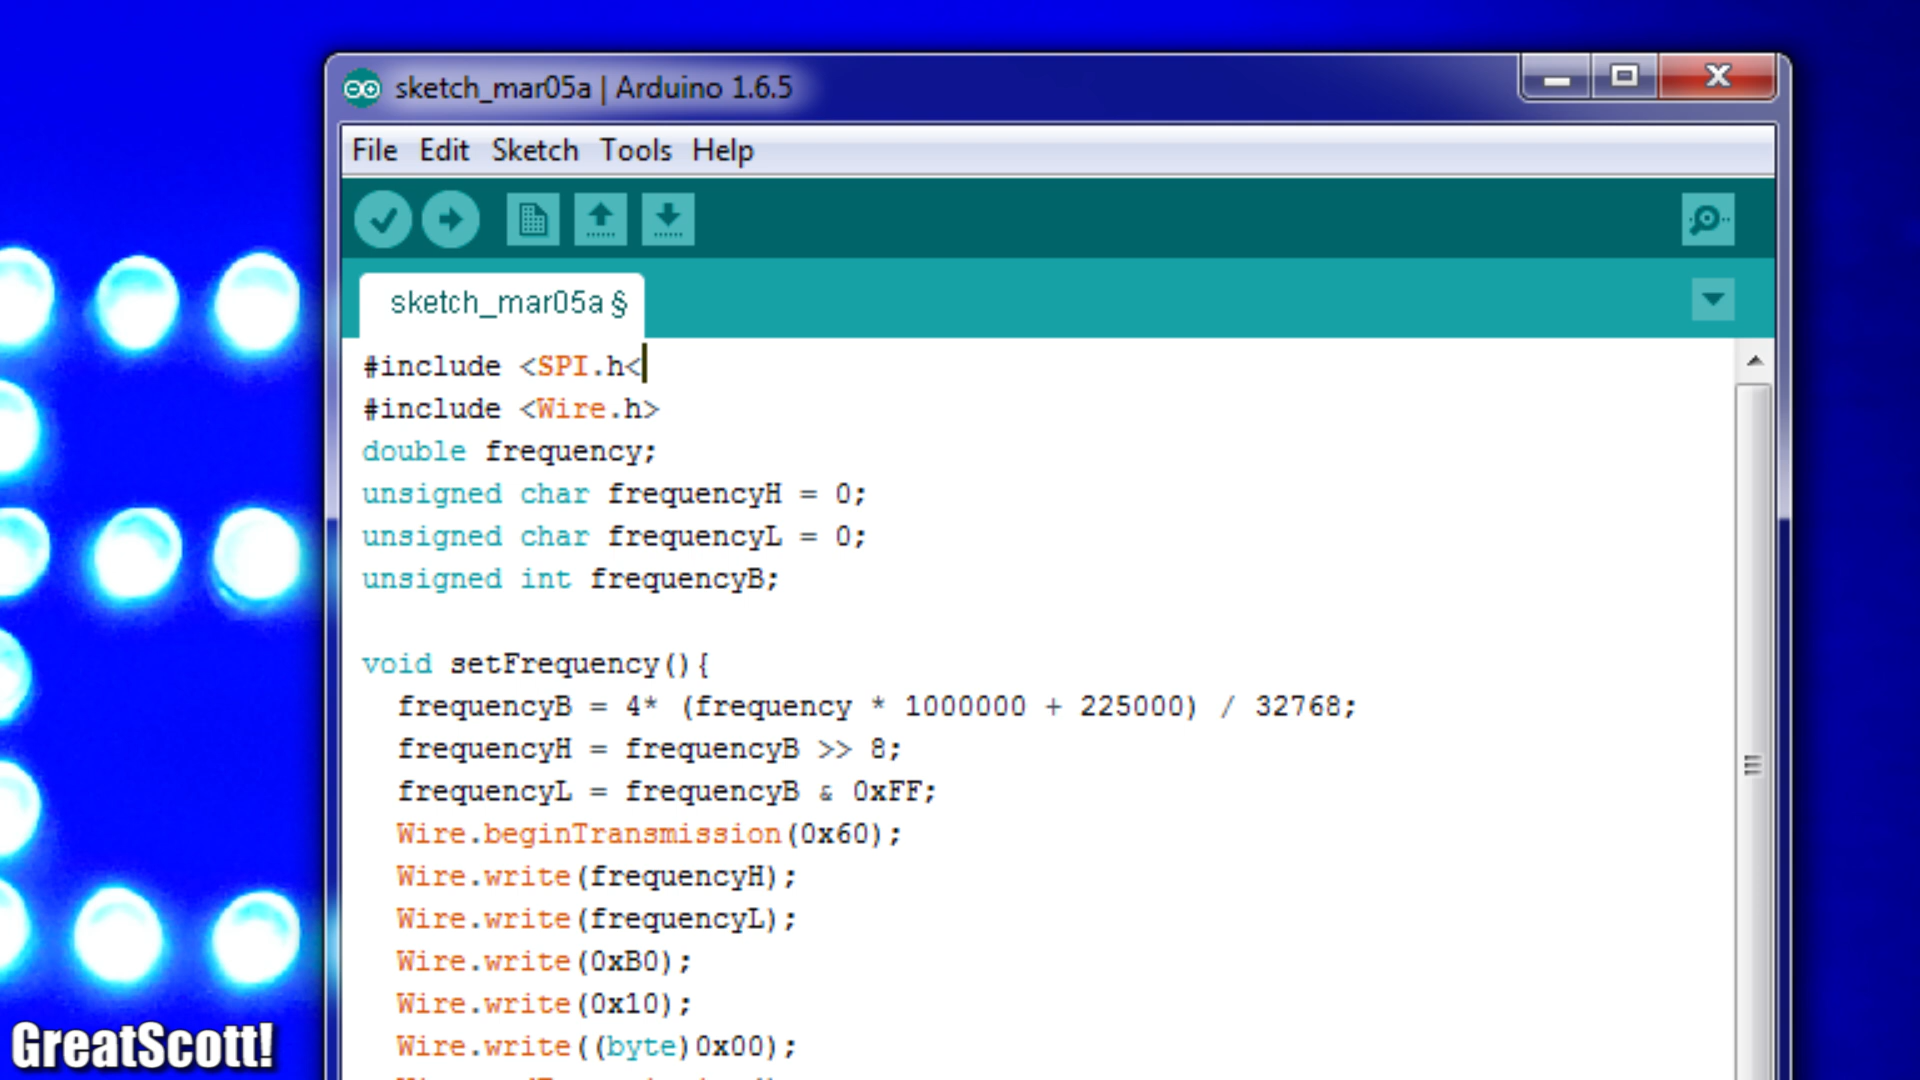 sketch_mar05a | Arduino 1.6.5
File Edit Sketch Tools Help
sketch_mar05a §
#include <SPI.h<
#include <Wire.h>
double frequency;
unsigned char frequencyH = 0;
unsigned char frequencyL = 0;
unsigned int frequencyB;
void setFrequency(){
frequencyB = 4* (frequency * 1000000 + 225000) / 32768;
frequencyH = frequencyB >> 8;
frequencyL = frequencyB & 0xFF;
Wire.beginTransmission(0x60);
Wire.write(frequencyH);
Wire.write(frequencyL);
Wire.write(0xB0);
Wire.write(0x10);
Wire.write((byte)0x00);
GreatScott!